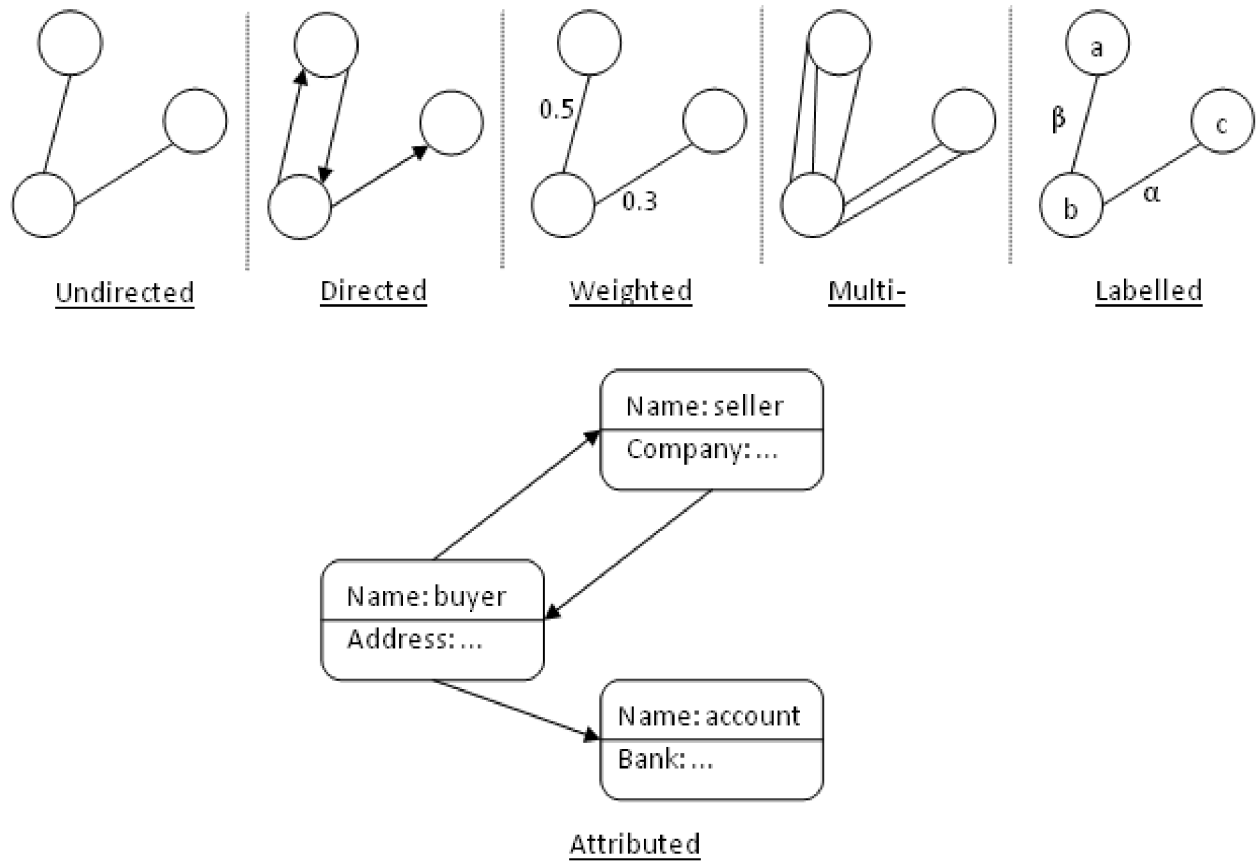 0.5
0.3
a
β
c
b
α
Undirected
Directed
Weighted
Multi-
Labelled
Name: seller
Company: ...
Name: buyer
Address: ...
Name: account
Bank: ...
Attributed